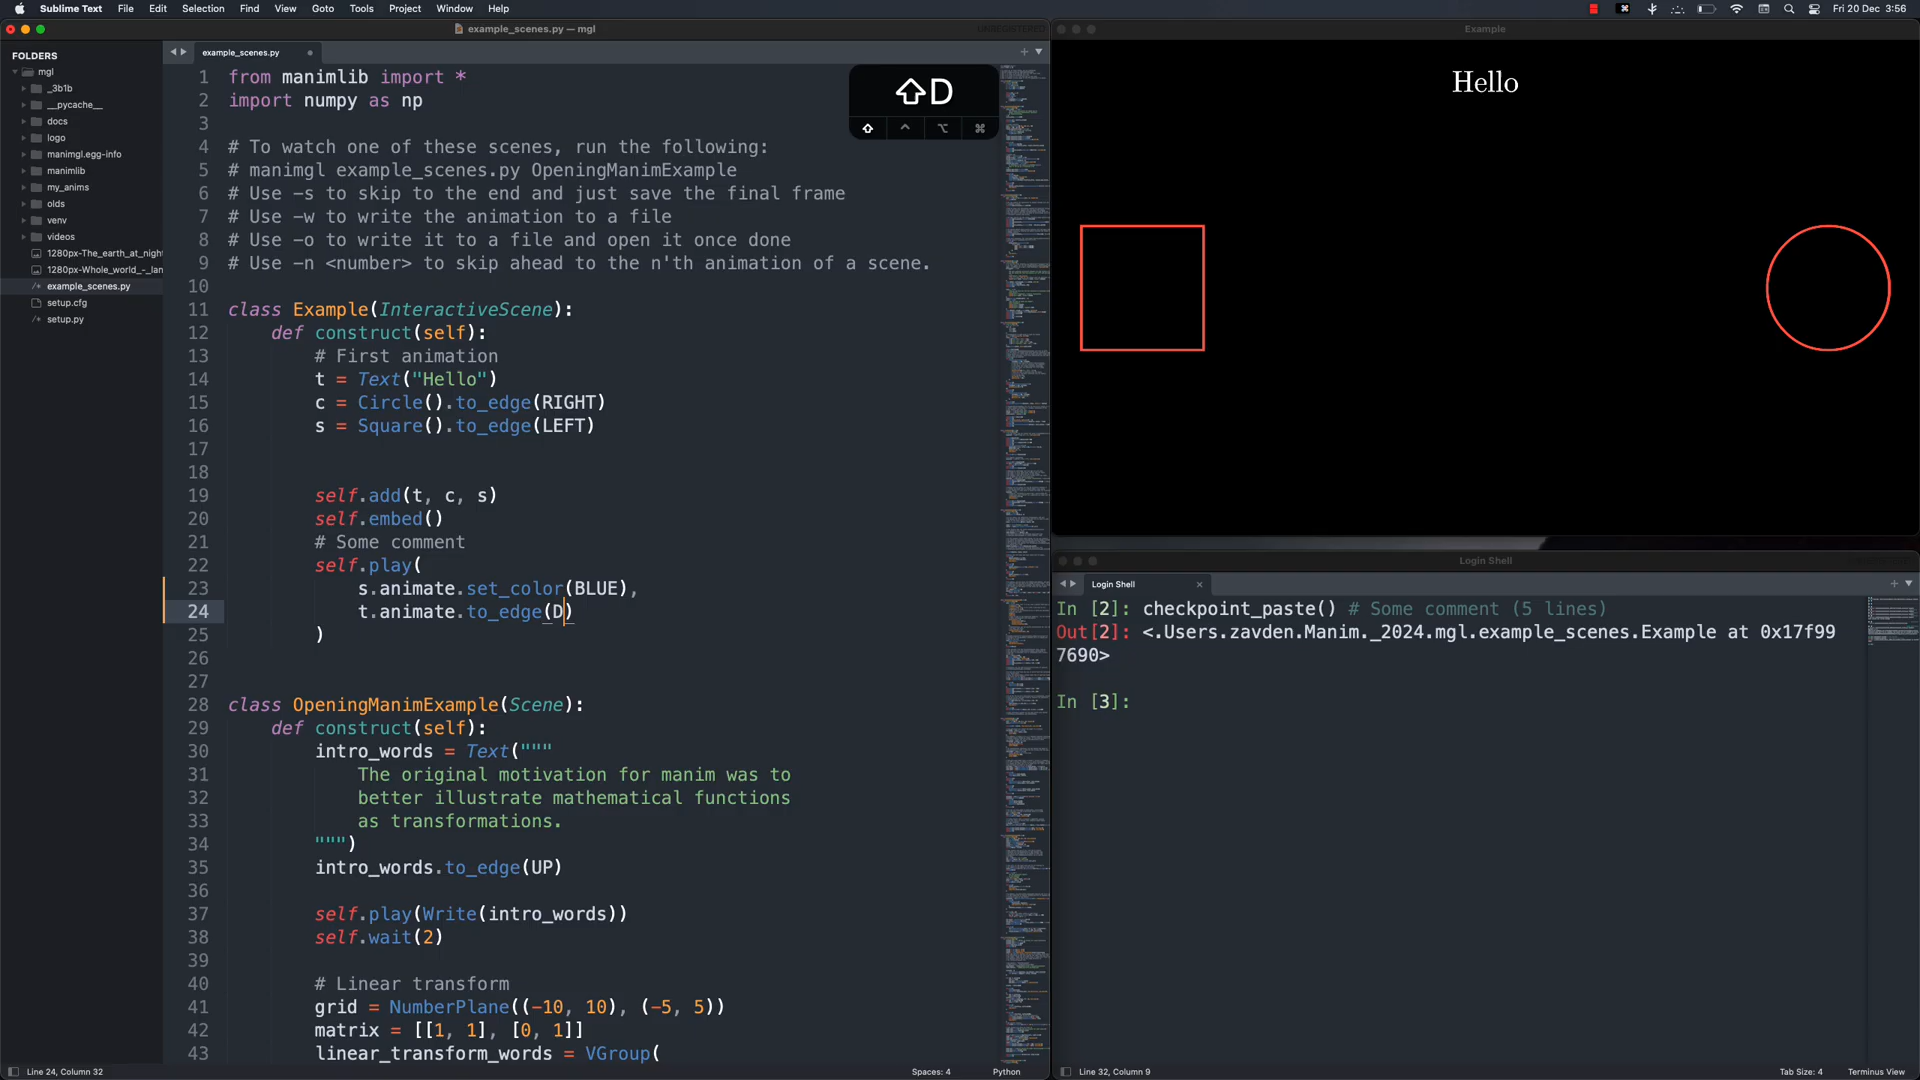 Sublime Text File Edit Selection Find View Goto Tools Project Window Help Fri 20 Dec 3:56
example_scenes.py — mgl UNREGISTERED
Example
FOLDERS
mgl
_3b1b
__pycache__
docs
logo
manimgl.egg-info
manimlib
my_anims
olds
venv
videos
1280px-The_earth_at_night
1280px-Whole_world_-_lan
example_scenes.py
setup.cfg
setup.py
example_scenes.py
1 from manimlib import *
2 import numpy as np
3
4 # To watch one of these scenes, run the following:
5 # manimgl example_scenes.py OpeningManimExample
6 # Use -s to skip to the end and just save the final frame
7 # Use -w to write the animation to a file
8 # Use -o to write it to a file and open it once done
9 # Use -n <number> to skip ahead to the n'th animation of a scene.
10
11 class Example(InteractiveScene):
12 def construct(self):
13 # First animation
14 t = Text("Hello")
15 c = Circle().to_edge(RIGHT)
16 s = Square().to_edge(LEFT)
17
18
19 self.add(t, c, s)
20 self.embed()
21 # Some comment
22 self.play(
23 s.animate.set_color(BLUE),
24 t.animate.to_edge(D)
25 )
26
27
28 class OpeningManimExample(Scene):
29 def construct(self):
30 intro_words = Text("""
31 The original motivation for manim was to
32 better illustrate mathematical functions
33 as transformations.
34 """)
35 intro_words.to_edge(UP)
36
37 self.play(Write(intro_words))
38 self.wait(2)
39
40 # Linear transform
41 grid = NumberPlane((-10, 10), (-5, 5))
42 matrix = [[1, 1], [0, 1]]
43 linear_transform_words = VGroup(
⇧D
⇧ ^ ⌥ ⌘
Hello
Login Shell
Login Shell
In [2]: checkpoint_paste() # Some comment (5 lines)
Out[2]: <.Users.zavden.Manim._2024.mgl.example_scenes.Example at 0x17f99
7690>
In [3]:
Line 24, Column 32 Spaces: 4 Python
Line 32, Column 9 Tab Size: 4 Terminus View